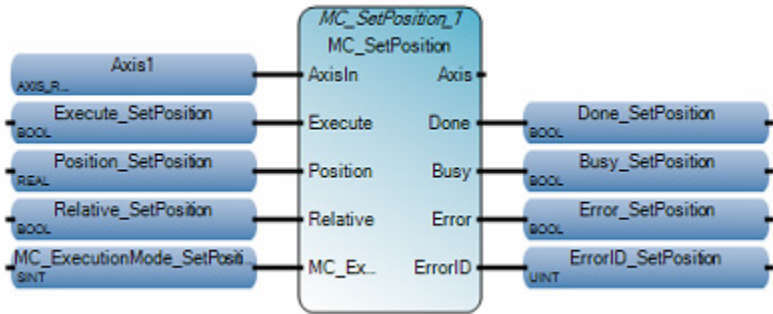 MC_SetPosition_1
MC_SetPosition
Axis1
AXIS_R...
AxisIn
Axis
Execute_SetPosition
BOOL
Execute
Done
Done_SetPosition
BOOL
Position_SetPosition
REAL
Position
Busy
Busy_SetPosition
BOOL
Relative_SetPosition
BOOL
Relative
Error
Error_SetPosition
BOOL
MC_ExecutionMode_SetPositi...
SINT
MC_Ex...
ErrorID
ErrorID_SetPosition
UINT